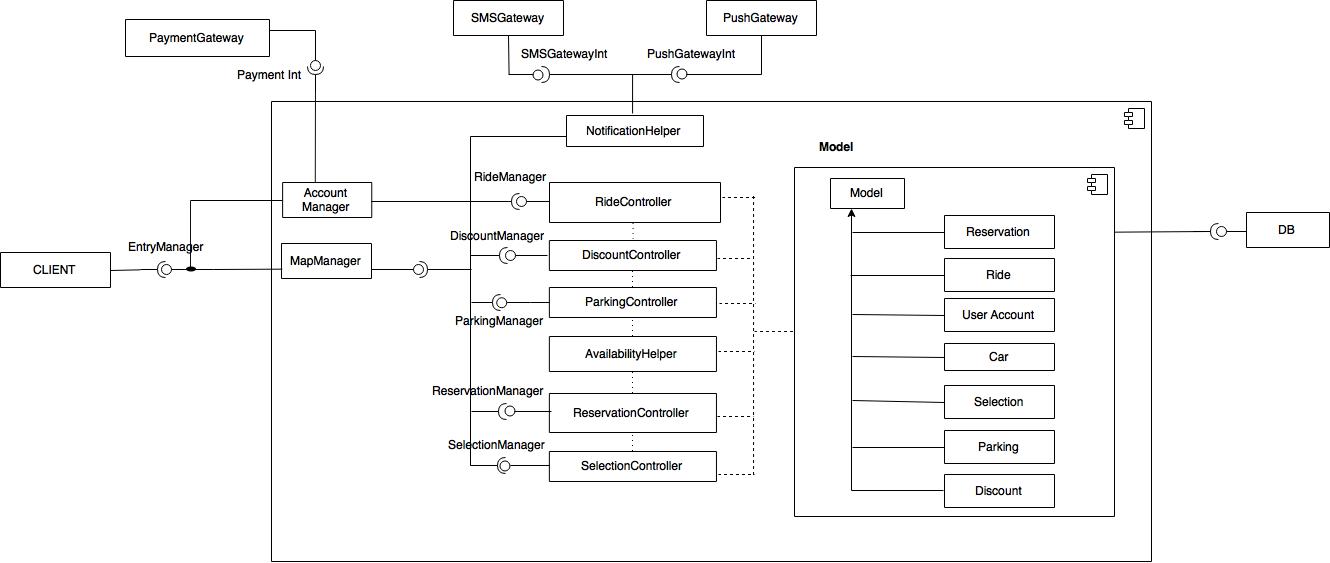 SMSGateway
PushGateway
PaymentGateway
SMSGatewayInt
PushGatewayInt
Payment Int
NotificationHelper
Model
RideManager
Account
Manager
RideController
Model
DiscountManager
EntryManager
CLIENT
MapManager
DiscountController
Reservation
DB
Ride
ParkingController
ParkingManager
User Account
AvailabilityHelper
Car
ReservationManager
ReservationController
Selection
SelectionManager
SelectionController
Parking
Discount